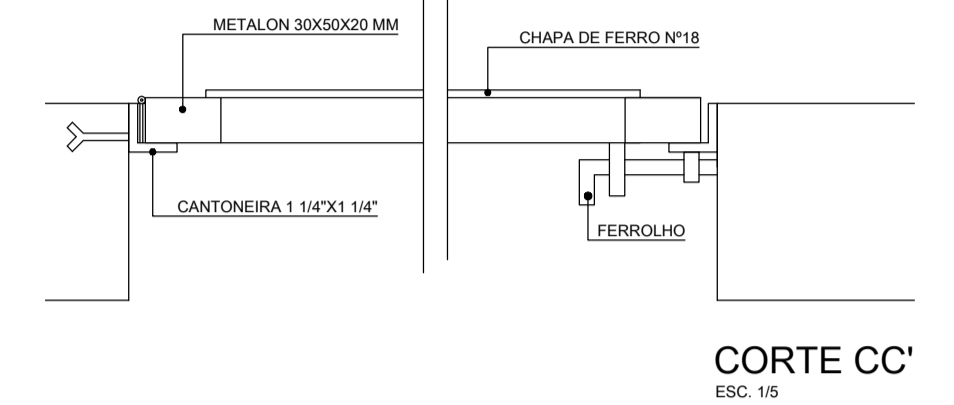 METALON 30X50X20 MM
CHAPA DE FERRO Nº18
CANTONEIRA 1 1/4"X1 1/4"
FERROLHO
CORTE CC'
ESC. 1/5